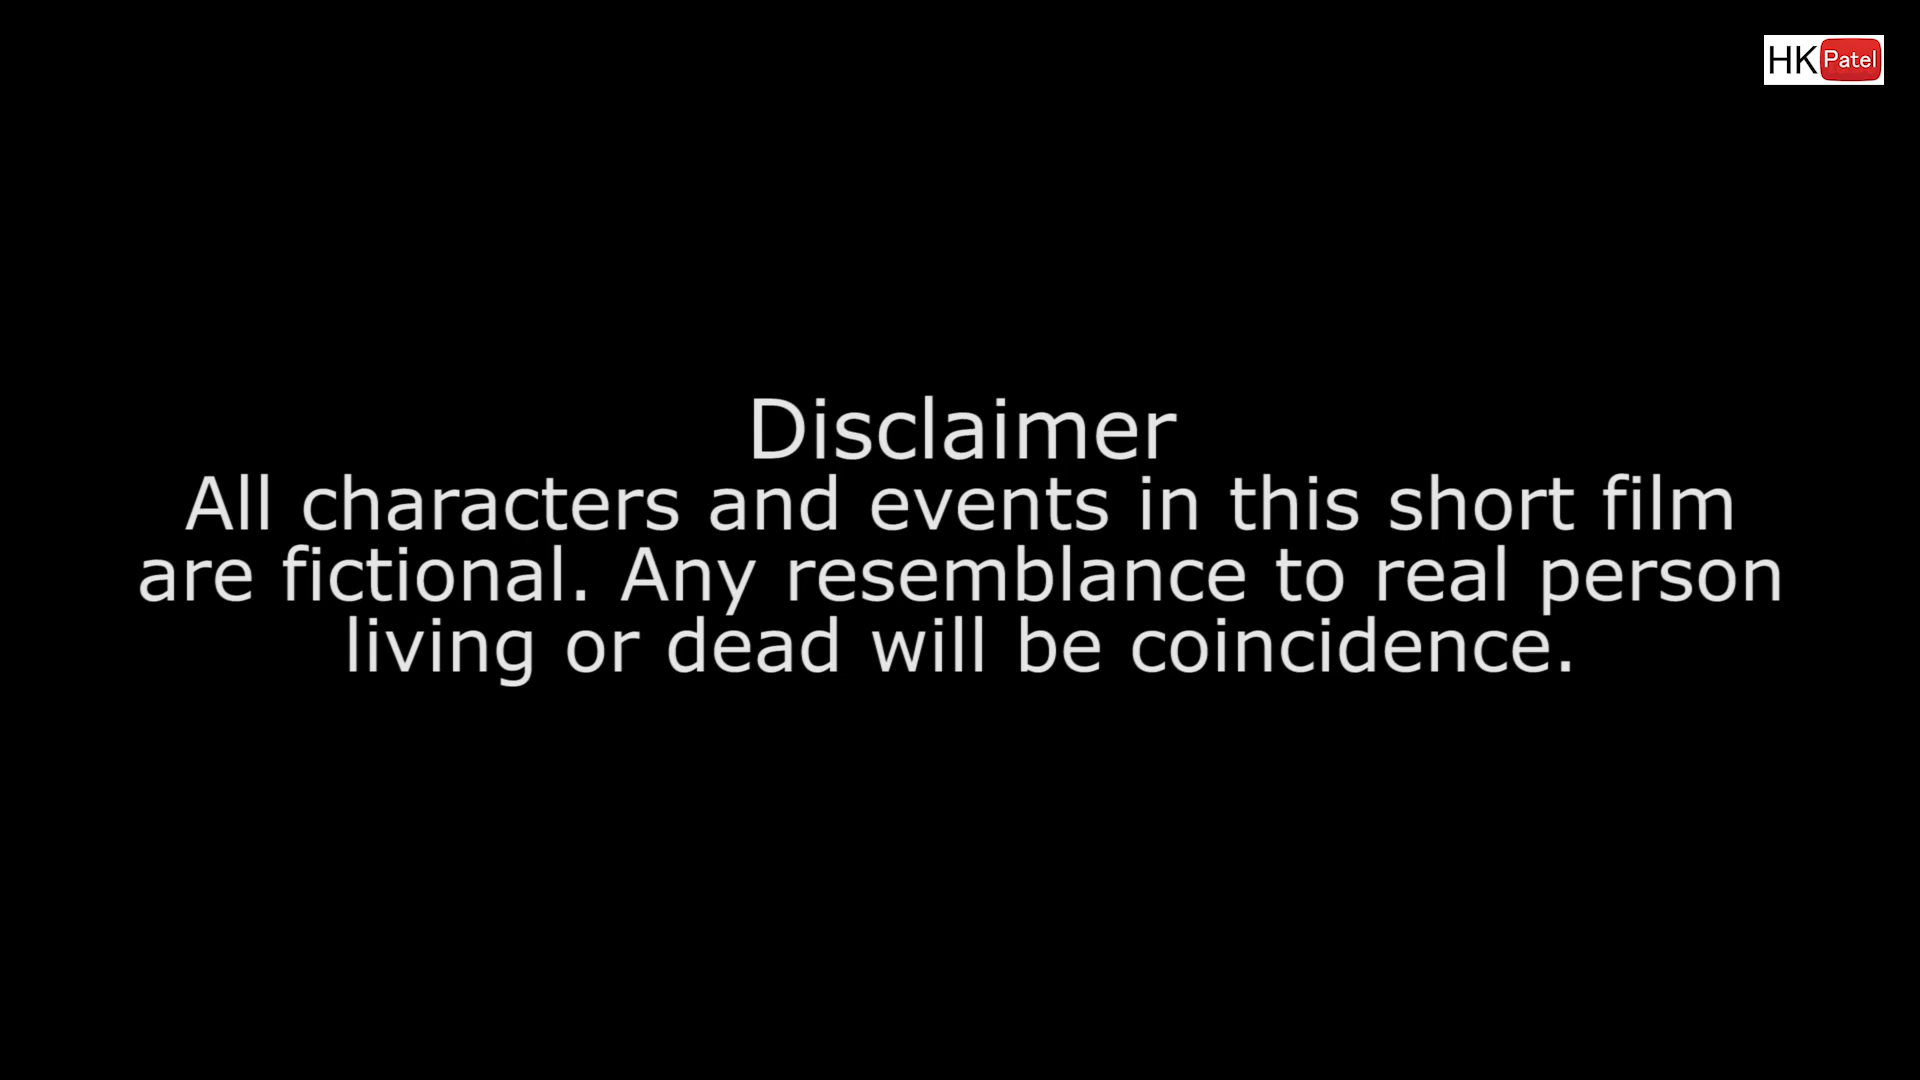 HK Patel
Disclaimer
All characters and events in this short film
are fictional. Any resemblance to real person
living or dead will be coincidence.